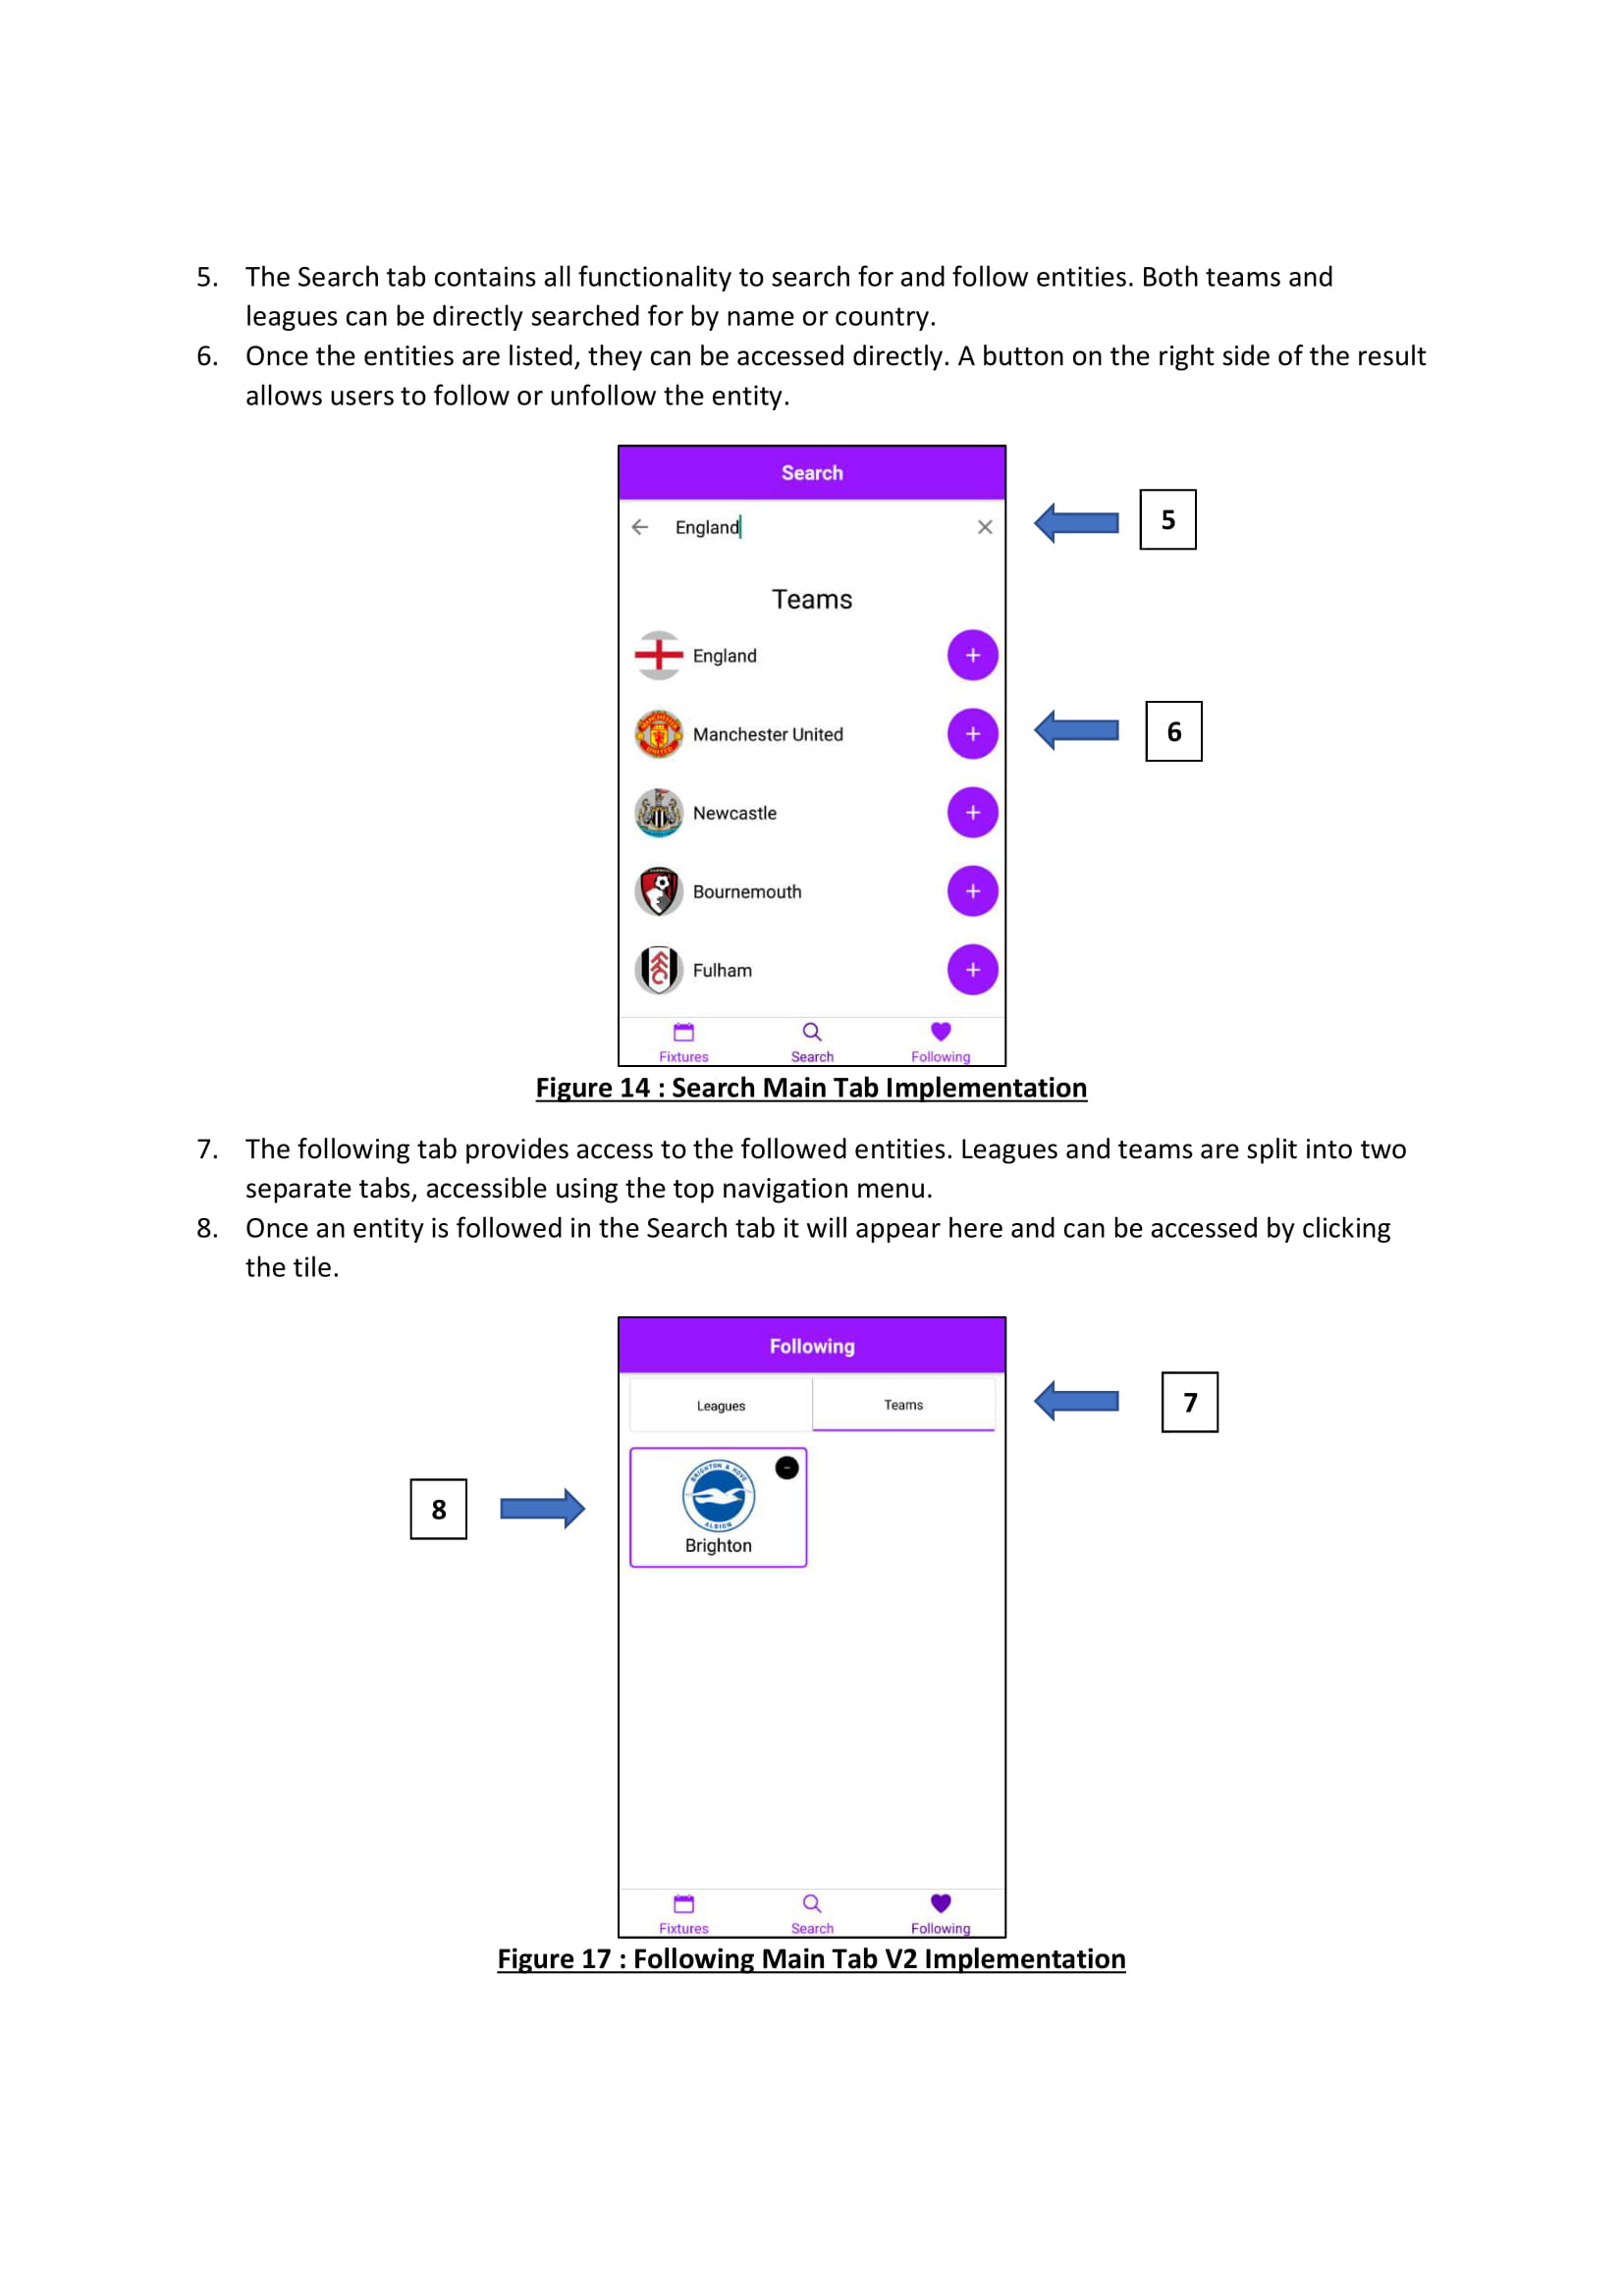 5. The Search tab contains all functionality to search for and follow entities. Both teams and
leagues can be directly searched for by name or country.
6. Once the entities are listed, they can be accessed directly. A button on the right side of the result
allows users to follow or unfollow the entity.
Search
England
5
Teams
England
+
MANCHESTER
UNITED
Manchester United
+
6
Newcastle
+
Bournemouth
+
FFC
Fulham
+
Fixtures
Search
Following
Figure 14 : Search Main Tab Implementation
7. The following tab provides access to the followed entities. Leagues and teams are split into two
separate tabs, accessible using the top navigation menu.
8. Once an entity is followed in the Search tab it will appear here and can be accessed by clicking
the tile.
Following
Leagues
Teams
7
BRIGHTON & HOVE
ALBION
-
Brighton
8
Fixtures
Search
Following
Figure 17 : Following Main Tab V2 Implementation